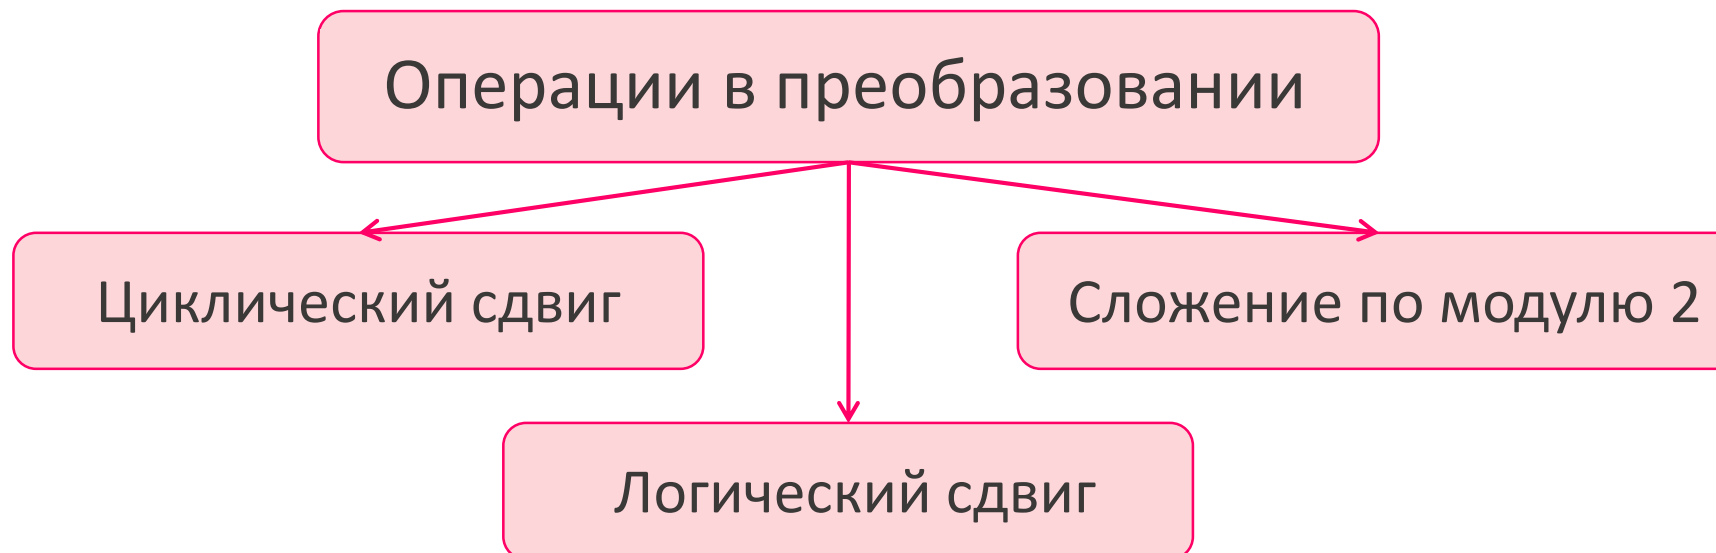 Операции в преобразовании
Циклический сдвиг
Сложение по модулю 2
Логический сдвиг